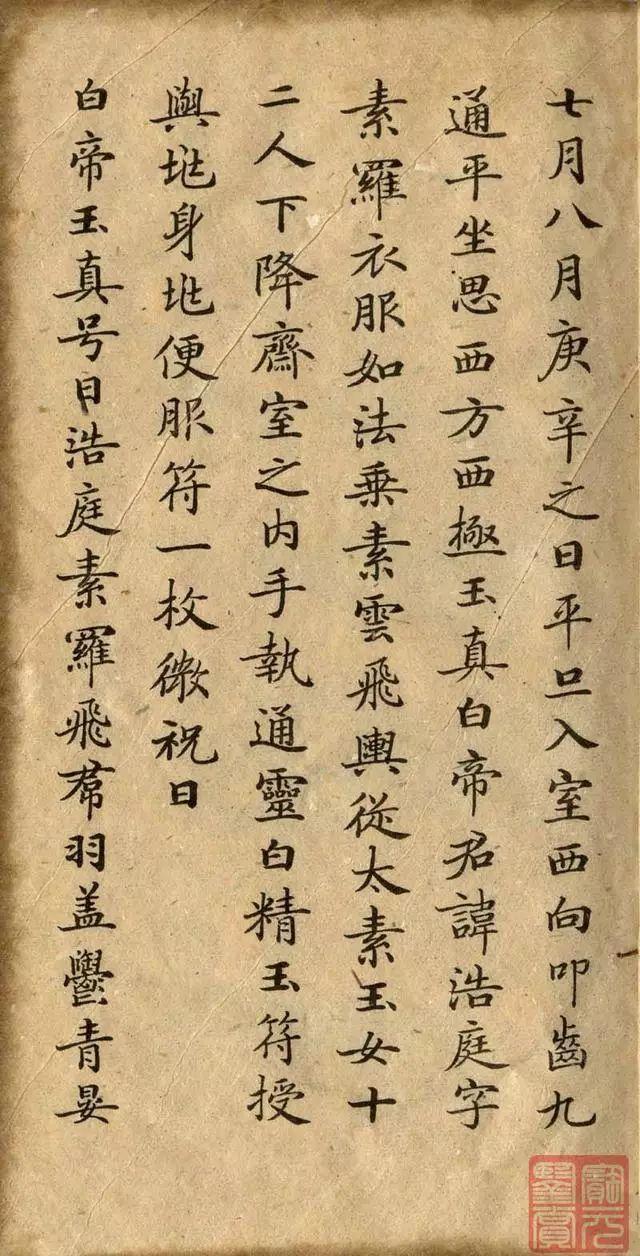 七月八月庚辛之日平旦入室西向叩齒九
通平坐思西方西極玉真白帝君諱浩庭字
素羅衣服如法乗素雲飛輿從太素玉女十
二人下降齋室之内手執通靈白精玉符授
與地身地便服符一枚微祝曰
白帝玉真号曰浩庭素羅飛帬羽盖鬱青晏